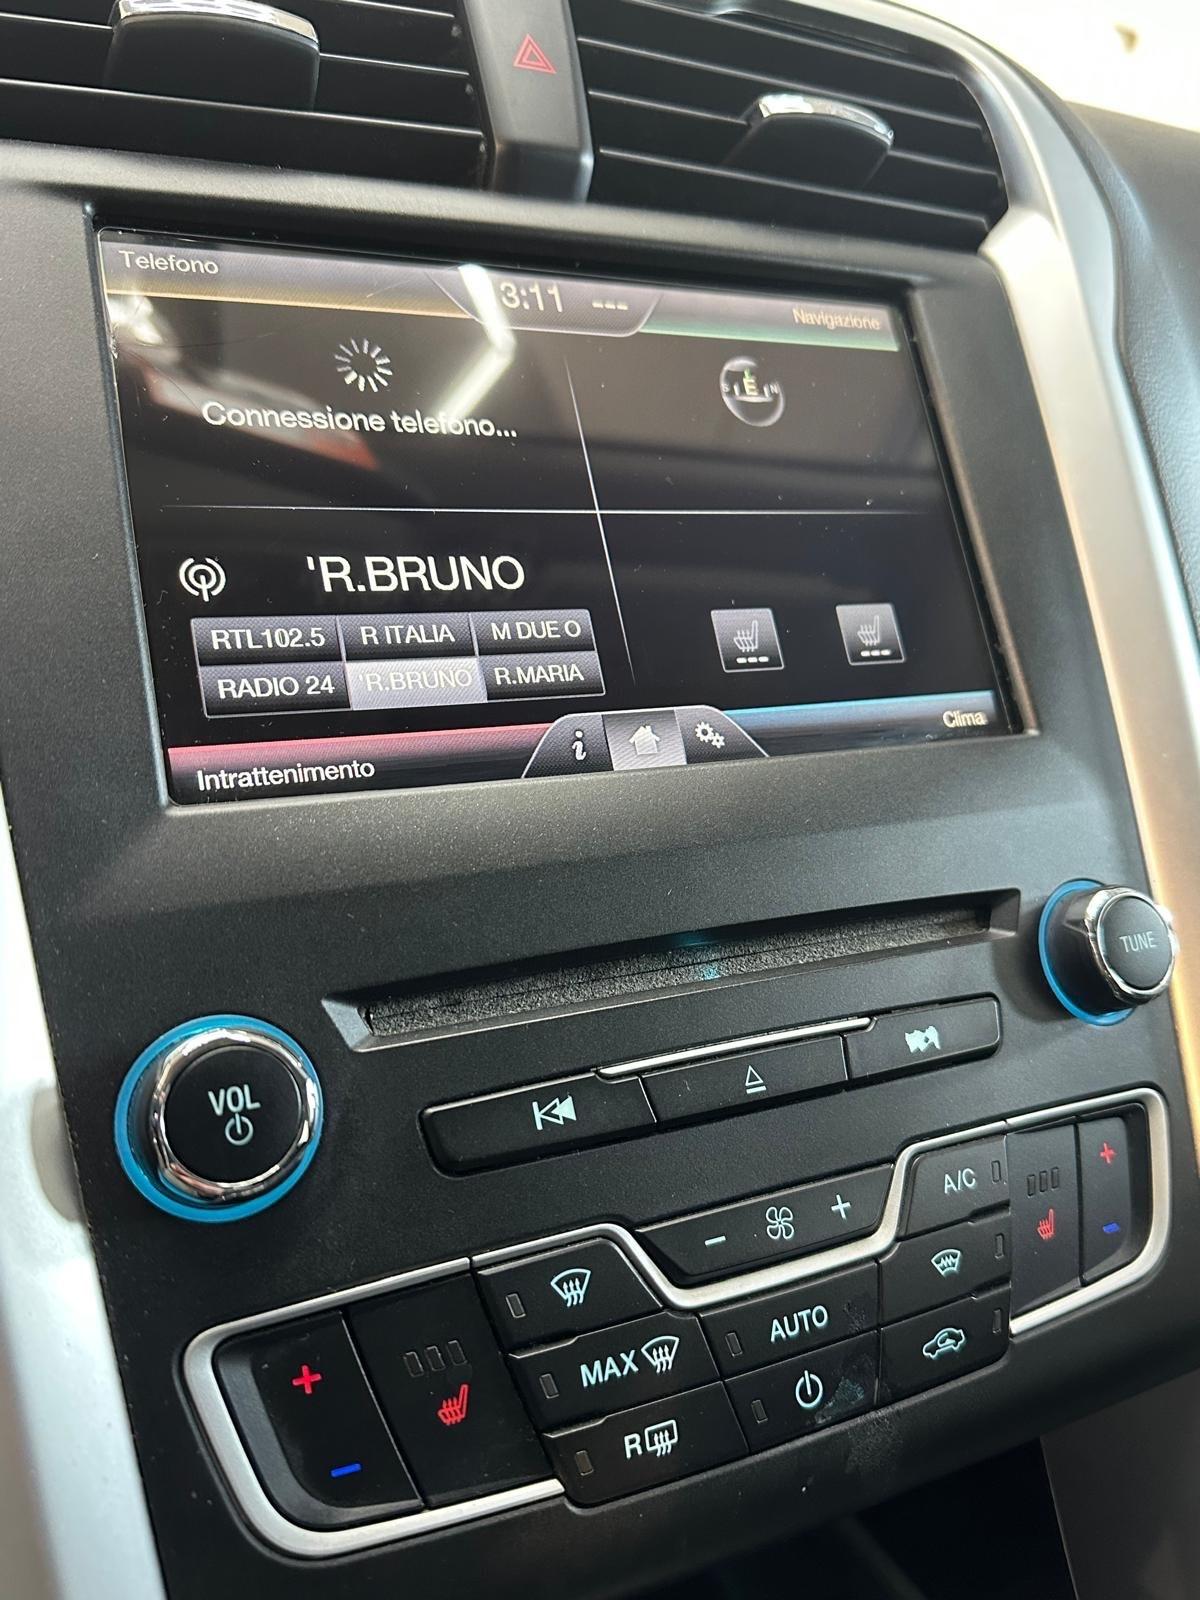 Telefono
3:11 ---
Navigazione
Connessione telefono...
E
'R.BRUNO
RTL102.5 R ITALIA M DUE O
RADIO 24 'R.BRUNO R.MARIA
i
Clima
Intrattenimento
TUNE
VOL
- +
A/C
+
-
AUTO
MAX
R
+
-